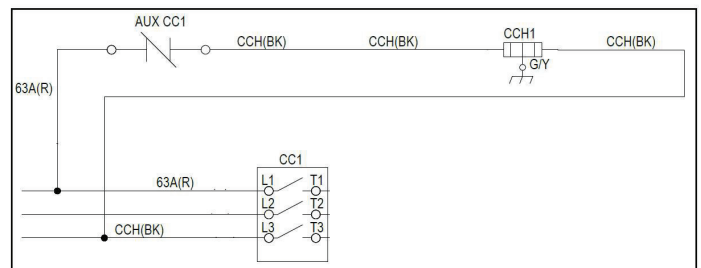 AUX CC1
CCH(BK) CCH(BK) CCH1 CCH(BK)
G/Y
63A(R)
CC1
63A(R) L1 T1
L2 T2
CCH(BK) L3 T3